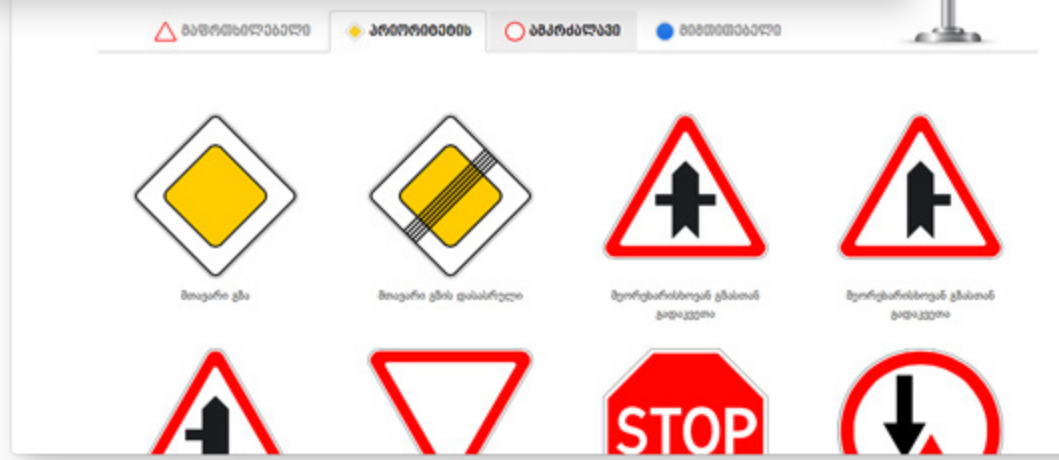 გამაფრთხილებელი
პრიორიტეტის
ამკრძალავი
მიმთითებელი
მთავარი გზა
მთავარი გზის დასასრული
მეორეხარისხოვან გზასთან
გადაკვეთა
მეორეხარისხოვან გზასთან
გადაკვეთა
STOP